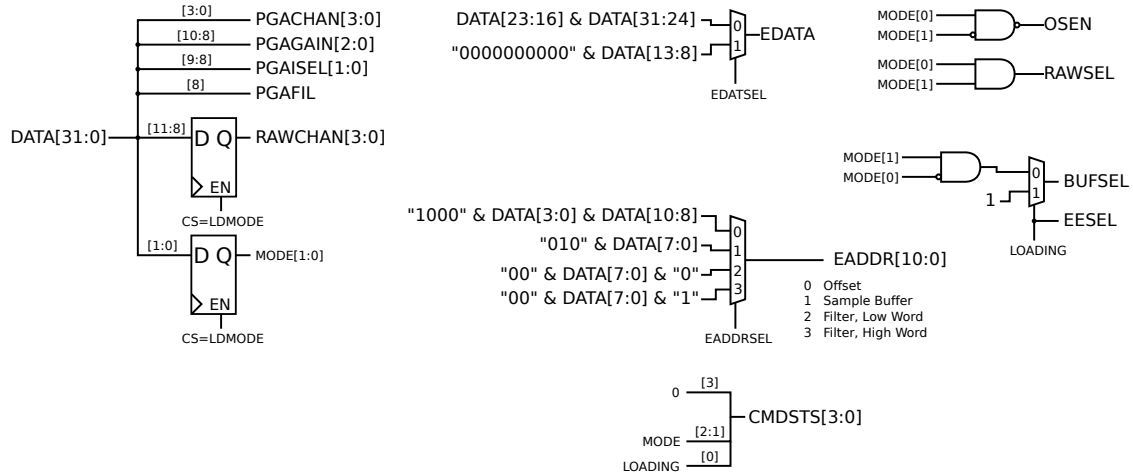 [3:0]
PGACHAN[3:0]
[10:8]
PGAGAIN[2:0]
[9:8]
PGAISEL[1:0]
[8]
PGAFIL
DATA[31:0]
[11:8]
D Q
RAWCHAN[3:0]
EN
CS=LDMODE
[1:0]
D Q
MODE[1:0]
EN
CS=LDMODE
DATA[23:16] & DATA[31:24]
0
EDATA
"0000000000" & DATA[13:8]
1
EDATSEL
MODE[0]
MODE[1]
OSEN
MODE[0]
MODE[1]
RAWSEL
MODE[1]
MODE[0]
0
BUFSEL
1
1
EESEL
LOADING
"1000" & DATA[3:0] & DATA[10:8]
0
"010" & DATA[7:0]
1
"00" & DATA[7:0] & "0"
2
"00" & DATA[7:0] & "1"
3
EADDR[10:0]
EADDRSEL
0 Offset
1 Sample Buffer
2 Filter, Low Word
3 Filter, High Word
0
[3]
CMDSTS[3:0]
MODE
[2:1]
LOADING
[0]